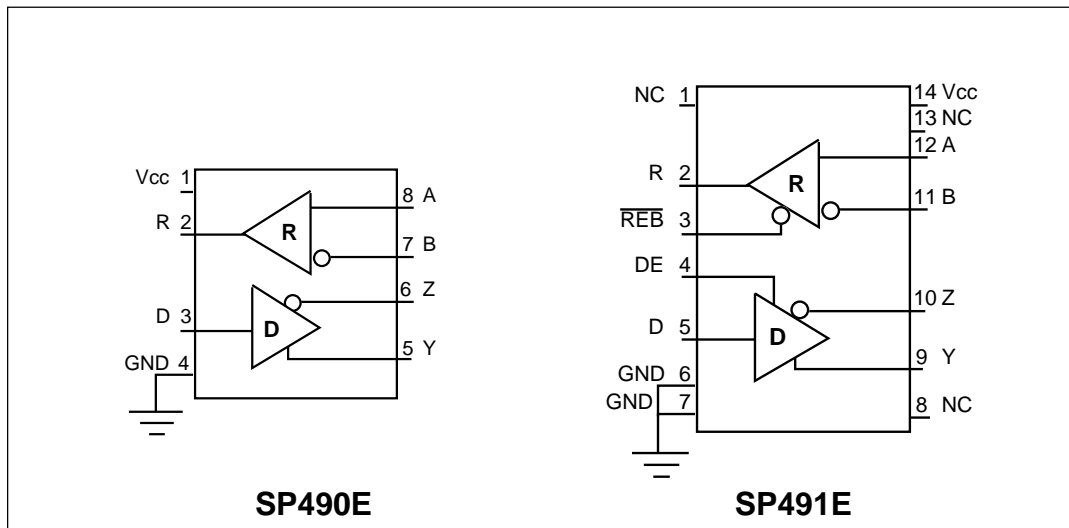 Vcc 1
R 2
D 3
GND 4
8 A
7 B
6 Z
5 Y
R
D
SP490E
NC 1
R 2
REB 3
DE 4
D 5
GND 6
GND 7
14 Vcc
13 NC
12 A
11 B
10 Z
9 Y
8 NC
R
D
SP491E